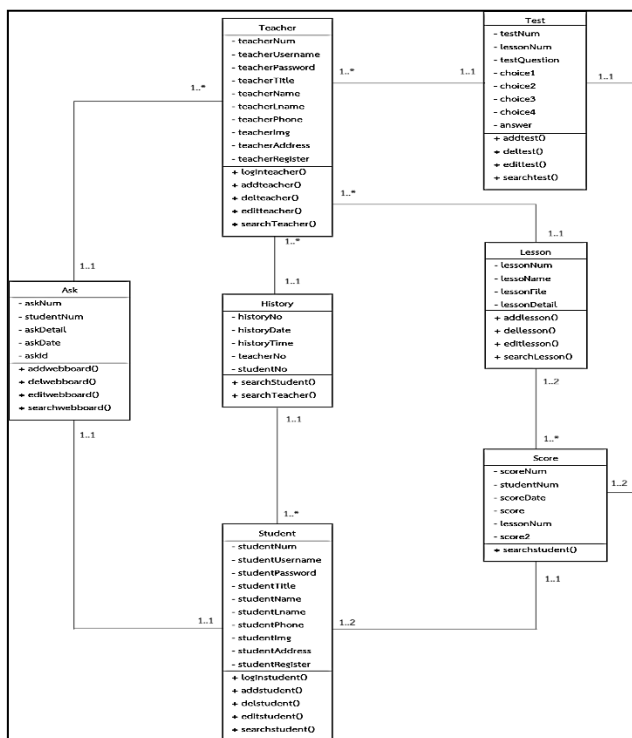 Teacher
- teacherNum
- teacherUsername
- teacherPassword
- teacherTitle
- teacherName
- teacherLname
- teacherPhone
- teacherImg
- teacherAddress
- teacherRegister
+ loginteacher()
+ addteacher()
+ delteacher()
+ editteacher()
+ searchTeacher()
Test
- testNum
- lessonNum
- testQuestion
- choice1
- choice2
- choice3
- choice4
- answer
+ addtest()
+ deltest()
+ edittest()
+ searchtest()
1..*
1..*
1..1
1..1
1..*
1..*
1..1
1..1
1..1
Ask
- askNum
- studentNum
- askDetail
- askDate
- askId
+ addwebboard()
+ delwebboard()
+ editwebboard()
+ searchwebboard()
History
- historyNo
- historyDate
- historyTime
- teacherNo
- studentNo
+ searchStudent()
+ searchTeacher()
Lesson
- lessonNum
- lessoName
- lessonFile
- lessonDetail
+ addlesson()
+ dellesson()
+ editlesson()
+ searchLesson()
1..1
1..1
1..2
1..*
1..*
Score
- scoreNum
- studentNum
- scoreDate
- score
- lessonNum
- score2
+ searchstudent()
1..2
Student
- studentNum
- studentUsername
- studentPassword
- studentTitle
- studentName
- studentLname
- studentPhone
- studentImg
- studentAddress
- studentRegister
+ loginstudent()
+ addstudent()
+ delstudent()
+ editstudent()
+ searchstudent()
1..1
1..2
1..1